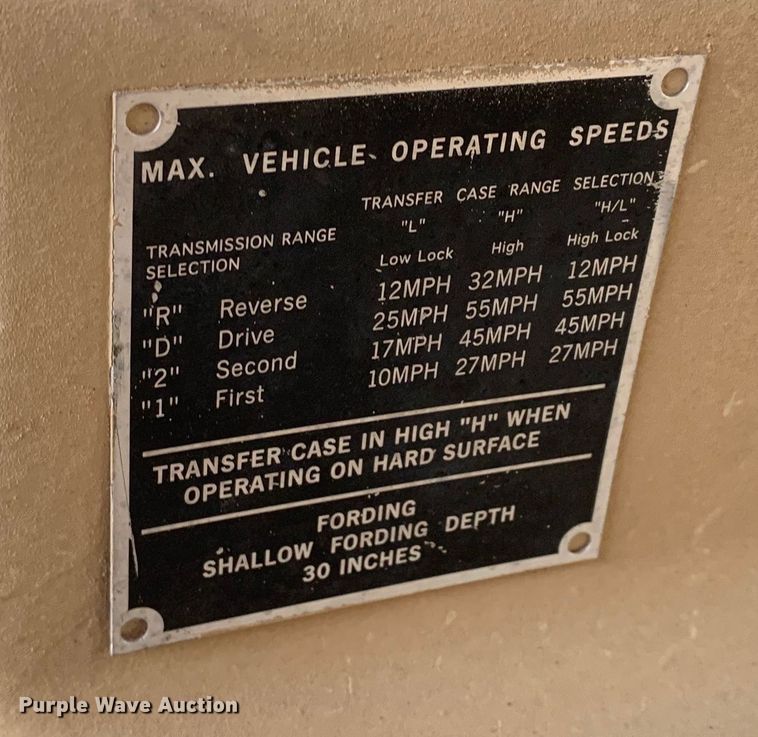 MAX. VEHICLE OPERATING SPEEDS
TRANSFER CASE RANGE SELECTION
"L" "H" "H/L"
TRANSMISSION RANGE
SELECTION
Low Lock High High Lock
"R" Reverse 12MPH 32MPH 12MPH
"D" Drive 25MPH 55MPH 55MPH
"2" Second 17MPH 45MPH 45MPH
"1" First 10MPH 27MPH 27MPH
TRANSFER CASE IN HIGH "H" WHEN
OPERATING ON HARD SURFACE
FORDING
SHALLOW FORDING DEPTH
30 INCHES
Purple Wave Auction